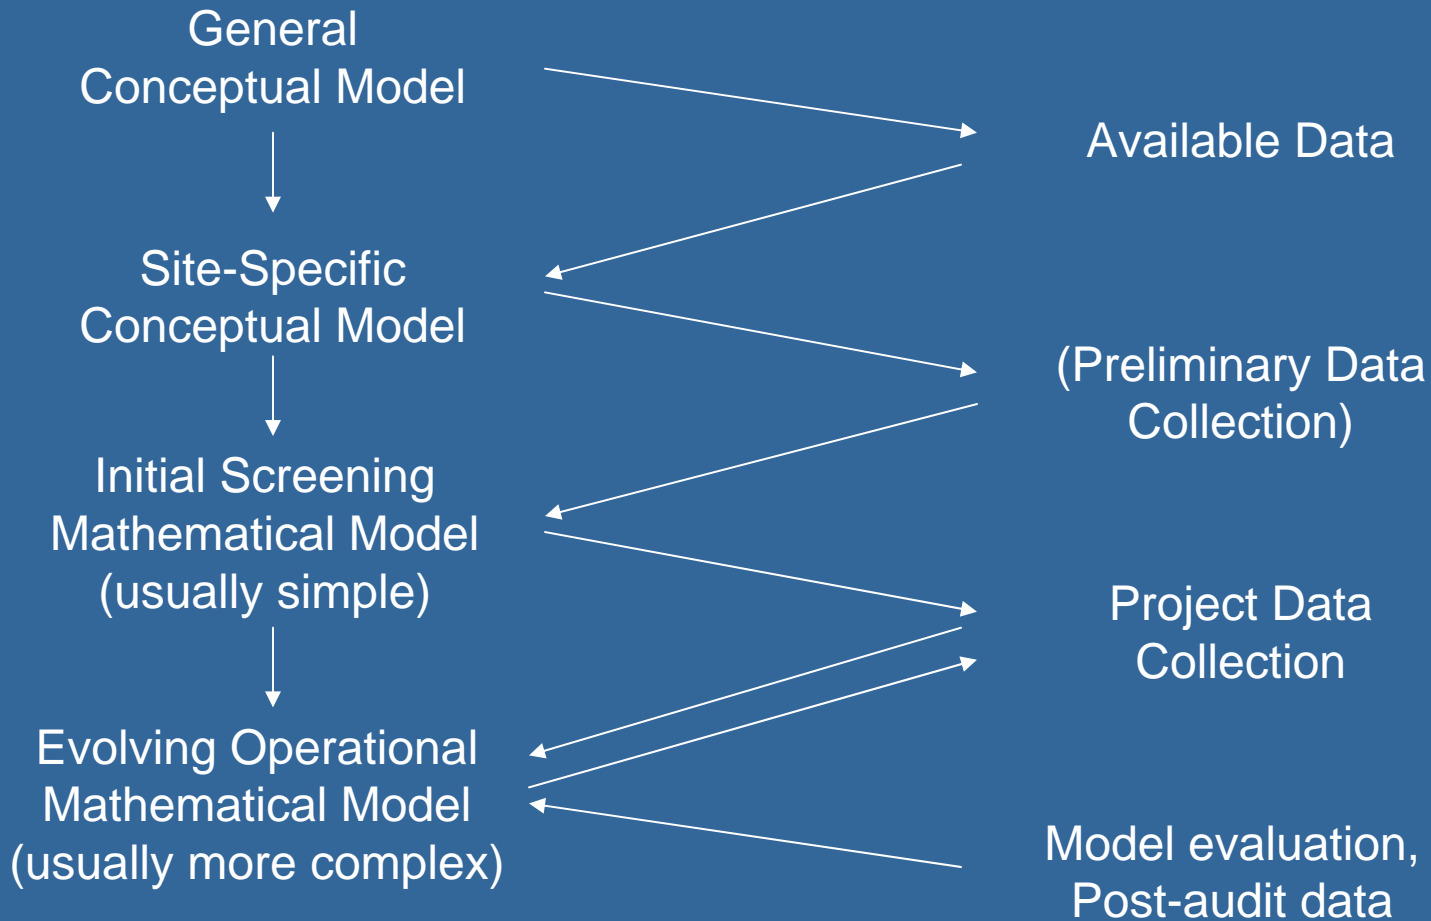 General
Conceptual Model
Available Data
Site-Specific
Conceptual Model
(Preliminary Data
Collection)
Initial Screening
Mathematical Model
(usually simple)
Project Data
Collection
Evolving Operational
Mathematical Model
(usually more complex)
Model evaluation,
Post-audit data